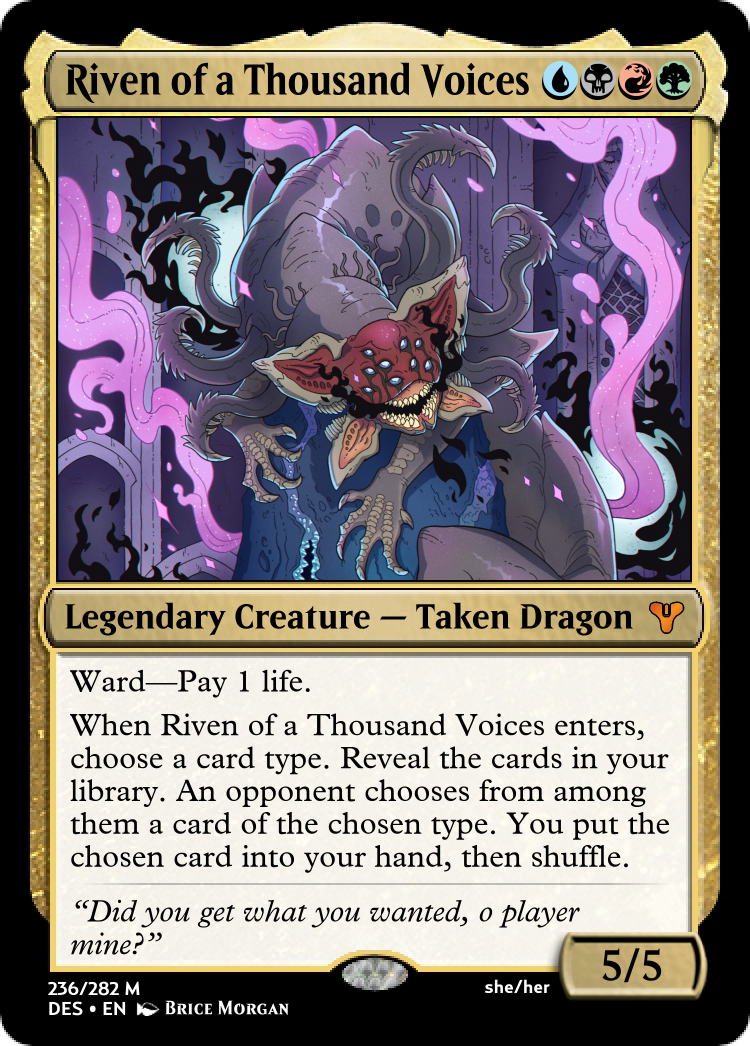 Riven of a Thousand Voices
Legendary Creature — Taken Dragon
Ward—Pay 1 life.
When Riven of a Thousand Voices enters,
choose a card type. Reveal the cards in your
library. An opponent chooses from among
them a card of the chosen type. You put the
chosen card into your hand, then shuffle.
“Did you get what you wanted, o player
mine?”
5/5
236/282 M
she/her
DES • EN BRICE MORGAN